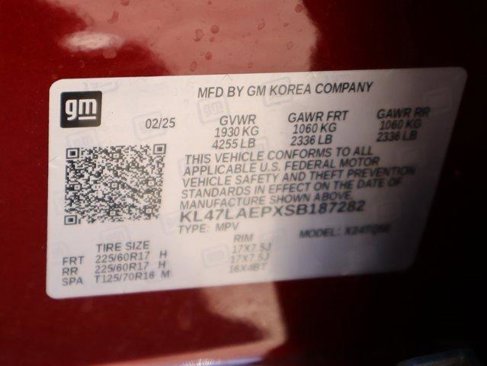 gm
MFD BY GM KOREA COMPANY
02/25 GVWR GAWR FRT GAWR RR
1930 KG 1060 KG 1060 KG
4255 LB 2336 LB 2336 LB
THIS VEHICLE CONFORMS TO ALL
APPLICABLE U.S. FEDERAL MOTOR
VEHICLE SAFETY AND THEFT PREVENTION
STANDARDS IN EFFECT ON THE DATE OF
MANUFACTURE SHOWN ABOVE.
KL47LAEPXSB187282
TYPE: MPV MODEL:
TIRE SIZE RIM
FRT 225/60R17 H 17X7.5J
RR 225/60R17 H 17X7.5J
SPA T125/70R16 M 16X4BT